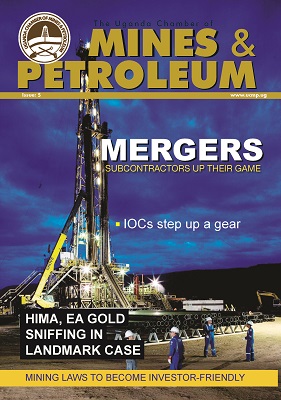 The Uganda Chamber of
MINES &
PETROLEUM
Issue: 5
www.ucmp.ug
MERGERS
SUBCONTRACTORS UP THEIR GAME
IOCs step up a gear
HIMA, EA GOLD
SNIFFING IN
LANDMARK CASE
MINING LAWS TO BECOME INVESTOR-FRIENDLY